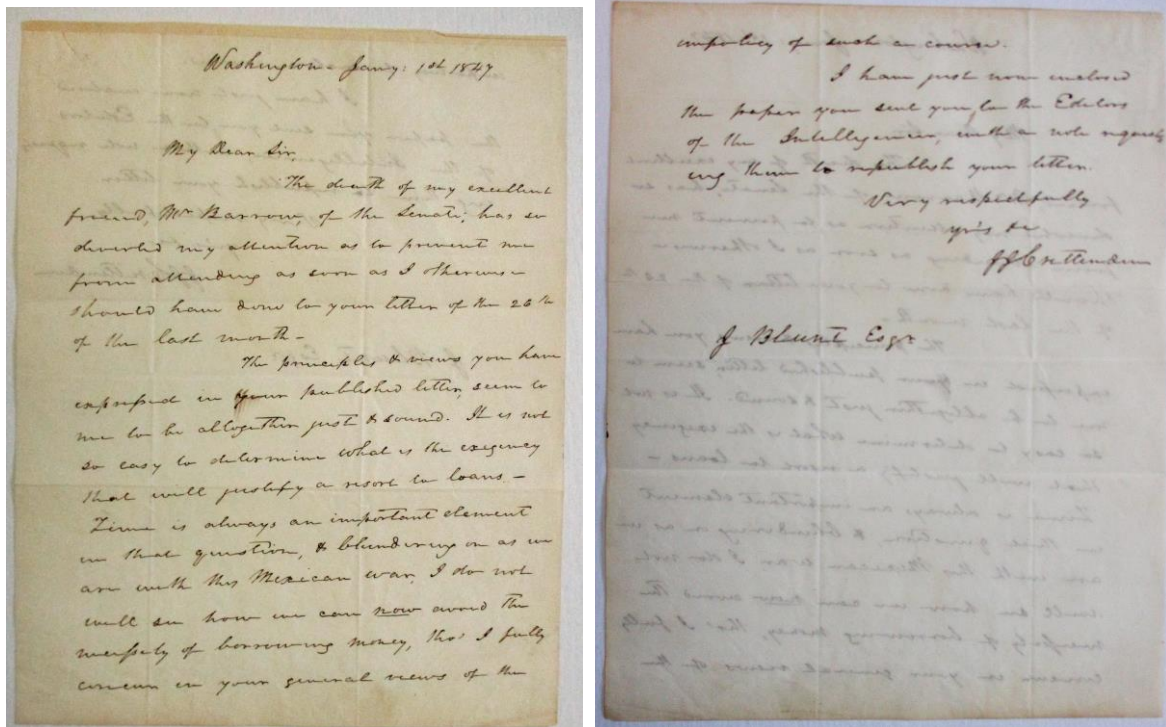 Washington - Jany: 1st 1847
My Dear Sir,
The death of my excellent
friend, Mr Barrow, of the Senate, has so
diverted my attention as to prevent me
from attending as soon as I otherwise
should have done to your letter of the 26th
of the last month -
The principles & views you have
expressed in your published letter, seem to
me to be altogether just & sound. It is not
so easy to determine what is the exigency
that will justify a resort to loans. -
Time is always an important element
in that question, & blundering on as we
are with this Mexican war, I do not
well see how we can now avoid the
necessity of borrowing money, tho' I fully
concur in your general views of the
impolicy of such a course.
I have just now enclosed
the paper you sent you, to the Editors
of the Intelligencer, with a note request
ing them to republish your letter.
Very respectfully
yr's &c
J J Crittenden
J Blunt Esqr